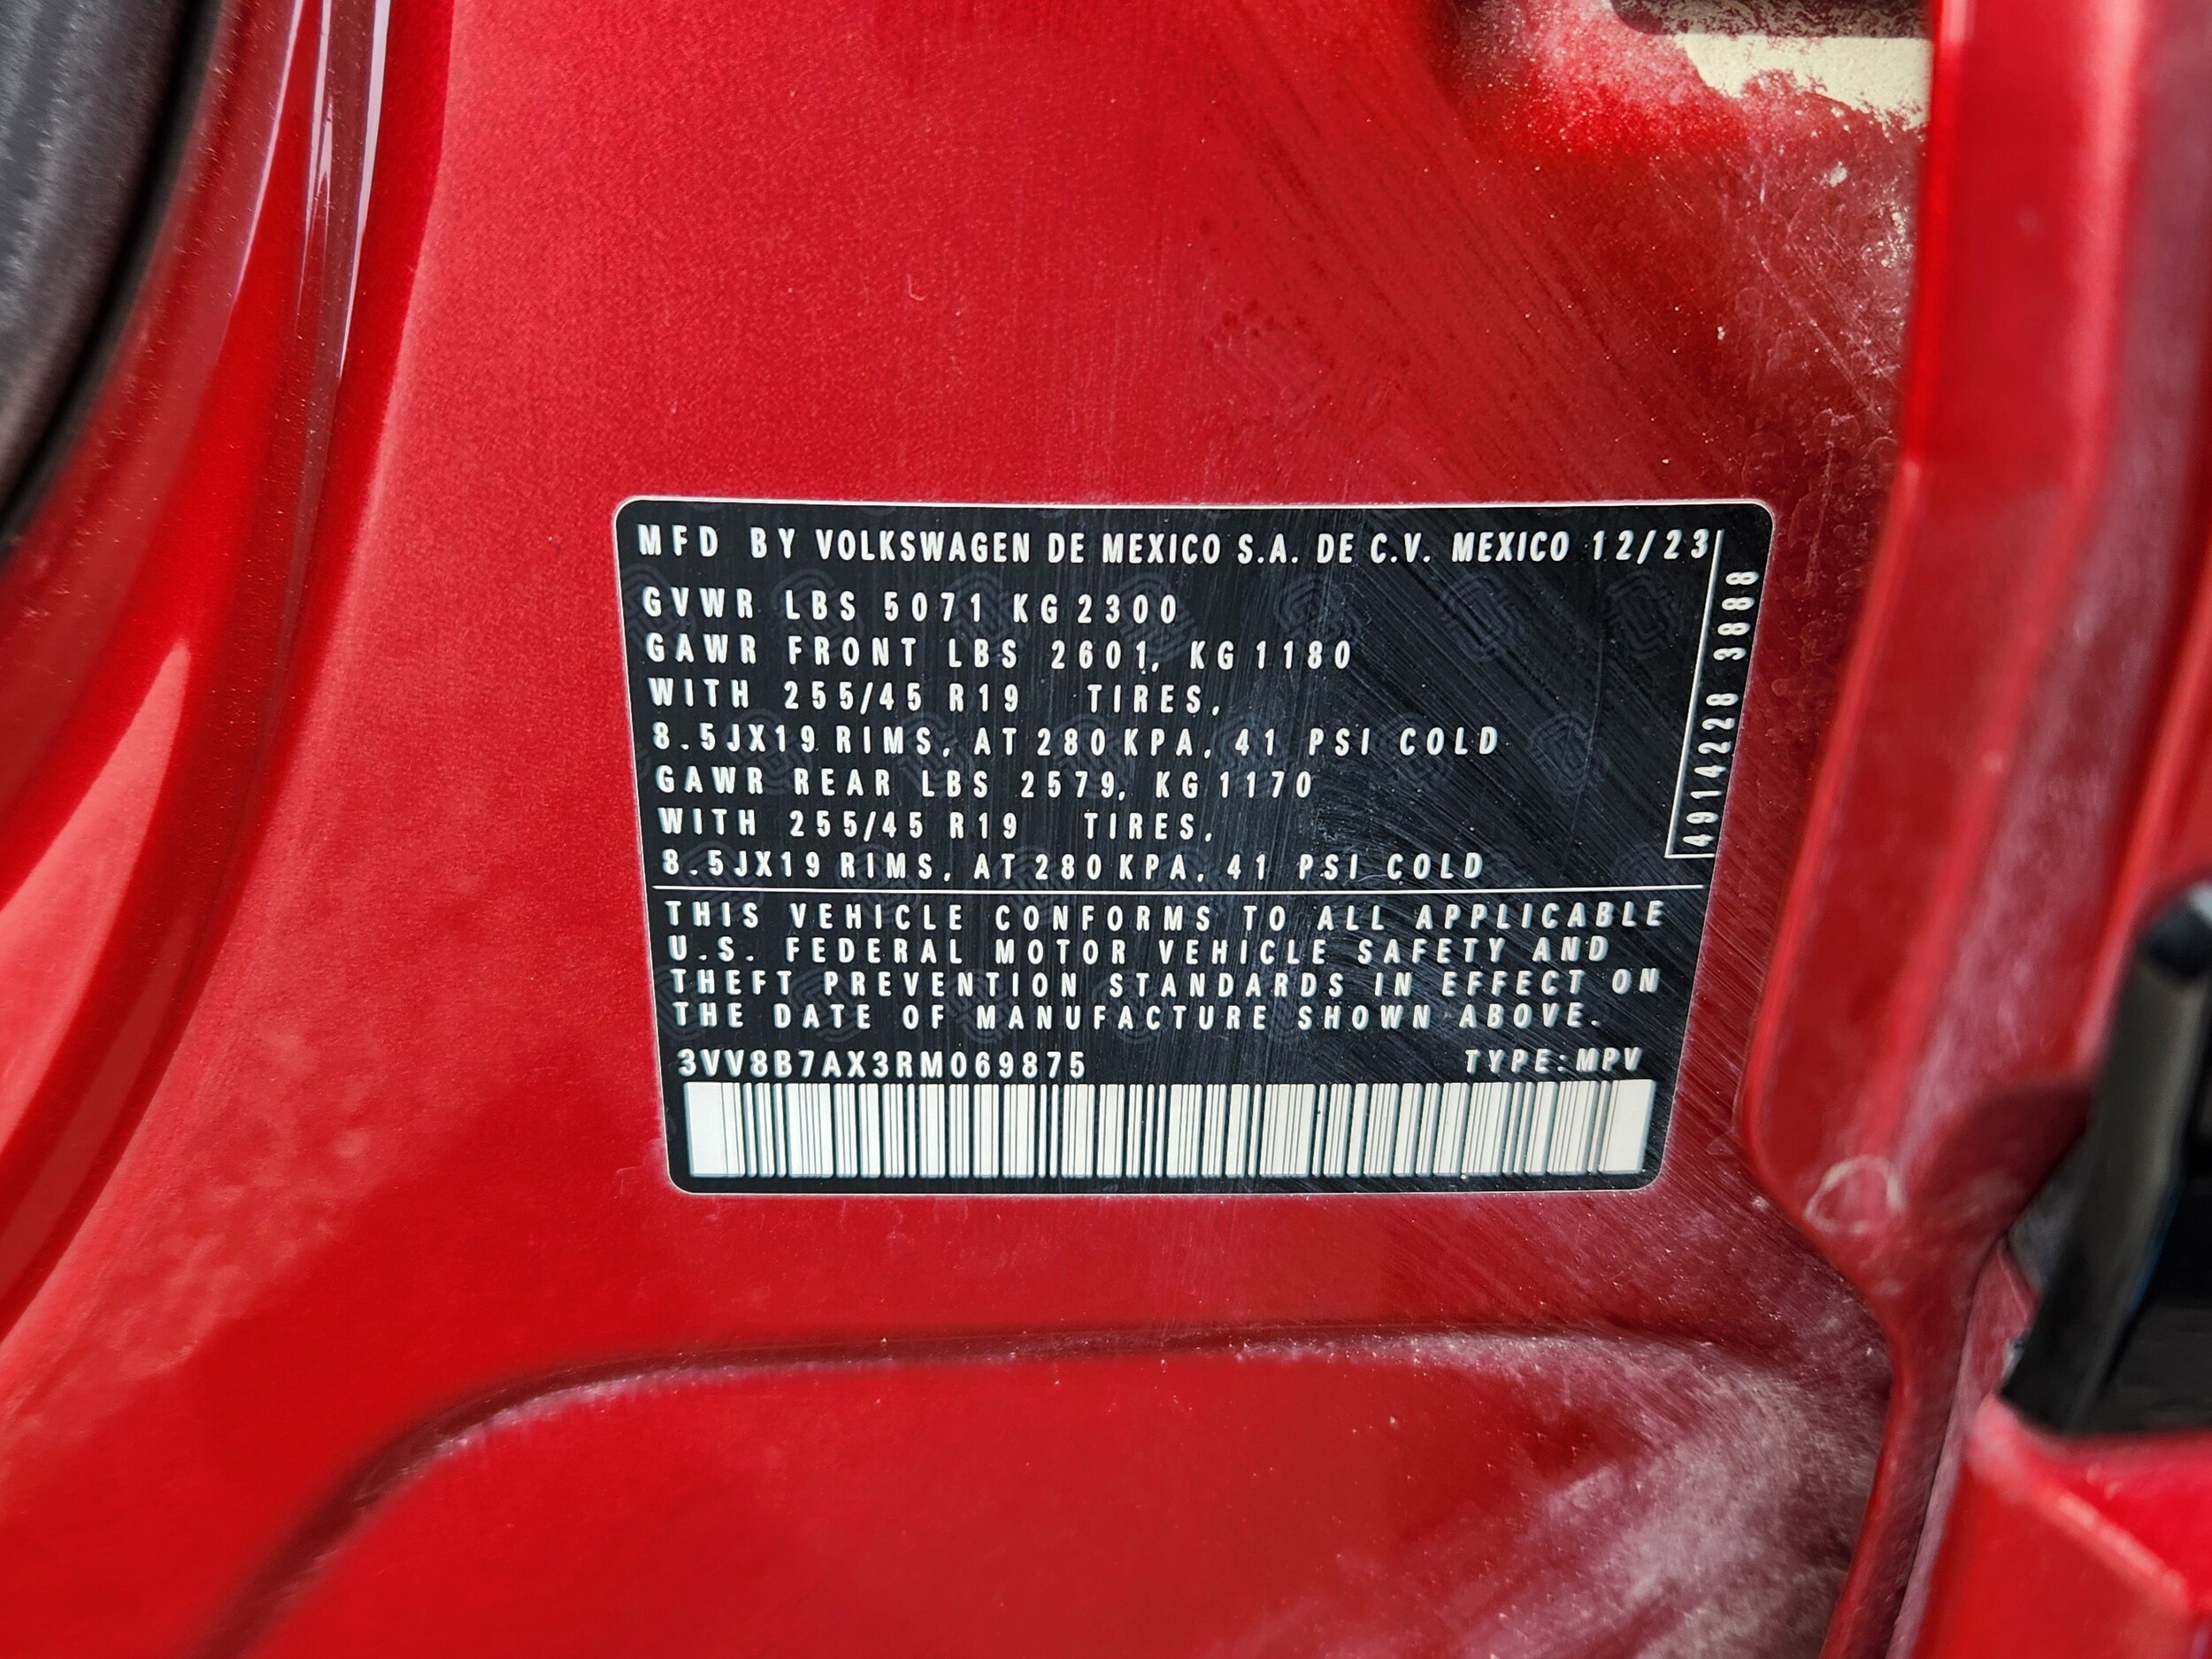 MFD BY VOLKSWAGEN DE MEXICO S.A. DE C.V. MEXICO 12/23
GVWR LBS 5071 KG 2300
GAWR FRONT LBS 2601, KG 1180
WITH 255/45 R19 TIRES,
8.5JX19 RIMS, AT 280 KPA, 41 PSI COLD
GAWR REAR LBS 2579, KG 1170
WITH 255/45 R19 TIRES,
8.5JX19 RIMS, AT 280 KPA, 41 PSI COLD
4914228 3888
THIS VEHICLE CONFORMS TO ALL APPLICABLE
U.S. FEDERAL MOTOR VEHICLE SAFETY AND
THEFT PREVENTION STANDARDS IN EFFECT ON
THE DATE OF MANUFACTURE SHOWN ABOVE.
3VV8B7AX3RM069875 TYPE:MPV